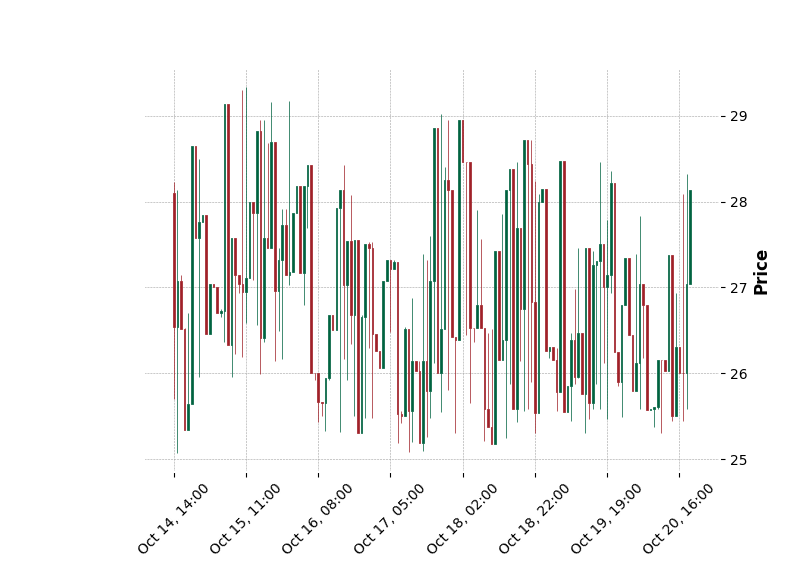 29
28
27
26
25
Price
Oct 14, 14:00
Oct 15, 11:00
Oct 16, 08:00
Oct 17, 05:00
Oct 18, 02:00
Oct 18, 22:00
Oct 19, 19:00
Oct 20, 16:00